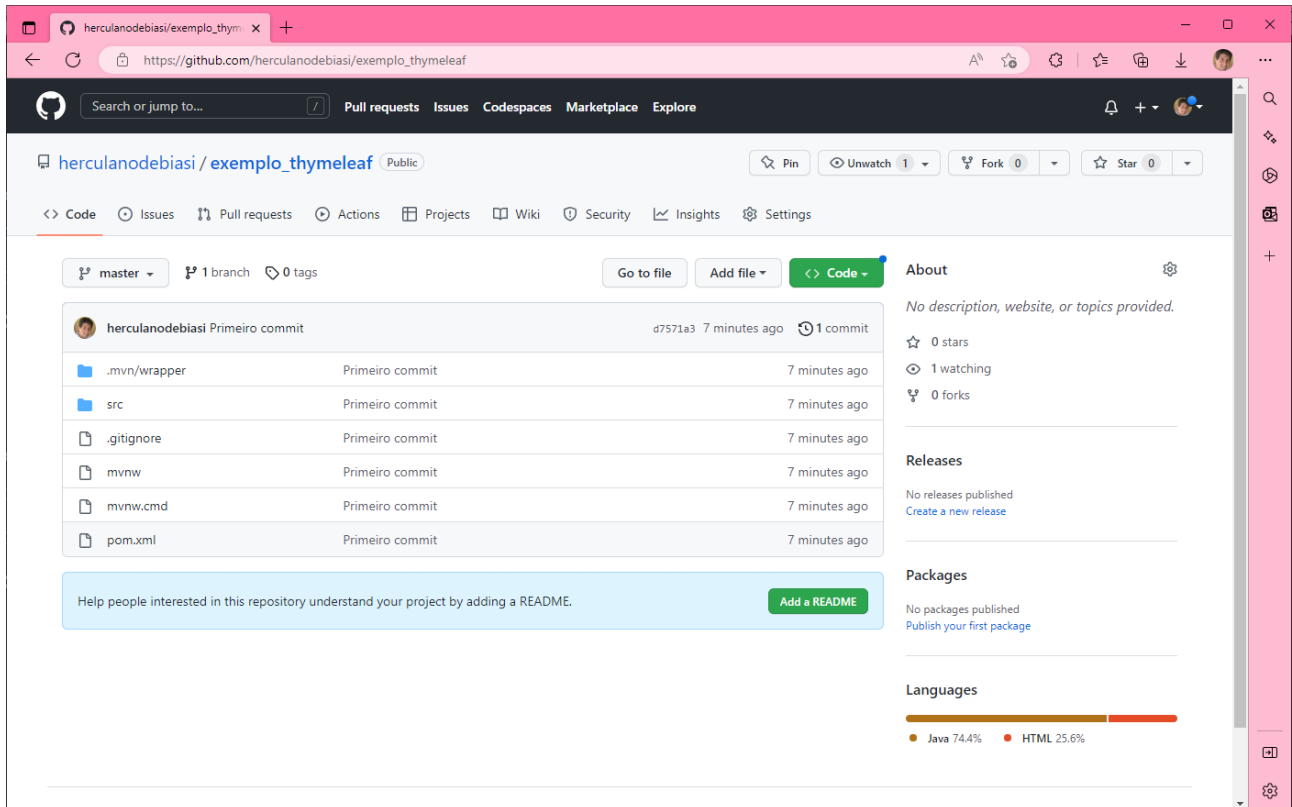 herculanodebiasi/exemplo_thym
https://github.com/herculanodebiasi/exemplo_thymeleaf
Search or jump to... / Pull requests Issues Codespaces Marketplace Explore
herculanodebiasi / exemplo_thymeleaf Public Pin Unwatch 1 Fork 0 Star 0
Code Issues Pull requests Actions Projects Wiki Security Insights Settings
master 1 branch 0 tags Go to file Add file Code
herculanodebiasi Primeiro commit d7571a3 7 minutes ago 1 commit
.mvn/wrapper Primeiro commit 7 minutes ago
src Primeiro commit 7 minutes ago
.gitignore Primeiro commit 7 minutes ago
mvnw Primeiro commit 7 minutes ago
mvnw.cmd Primeiro commit 7 minutes ago
pom.xml Primeiro commit 7 minutes ago
Help people interested in this repository understand your project by adding a README. Add a README
About
No description, website, or topics provided.
0 stars
1 watching
0 forks
Releases
No releases published
Create a new release
Packages
No packages published
Publish your first package
Languages
Java 74.4% HTML 25.6%